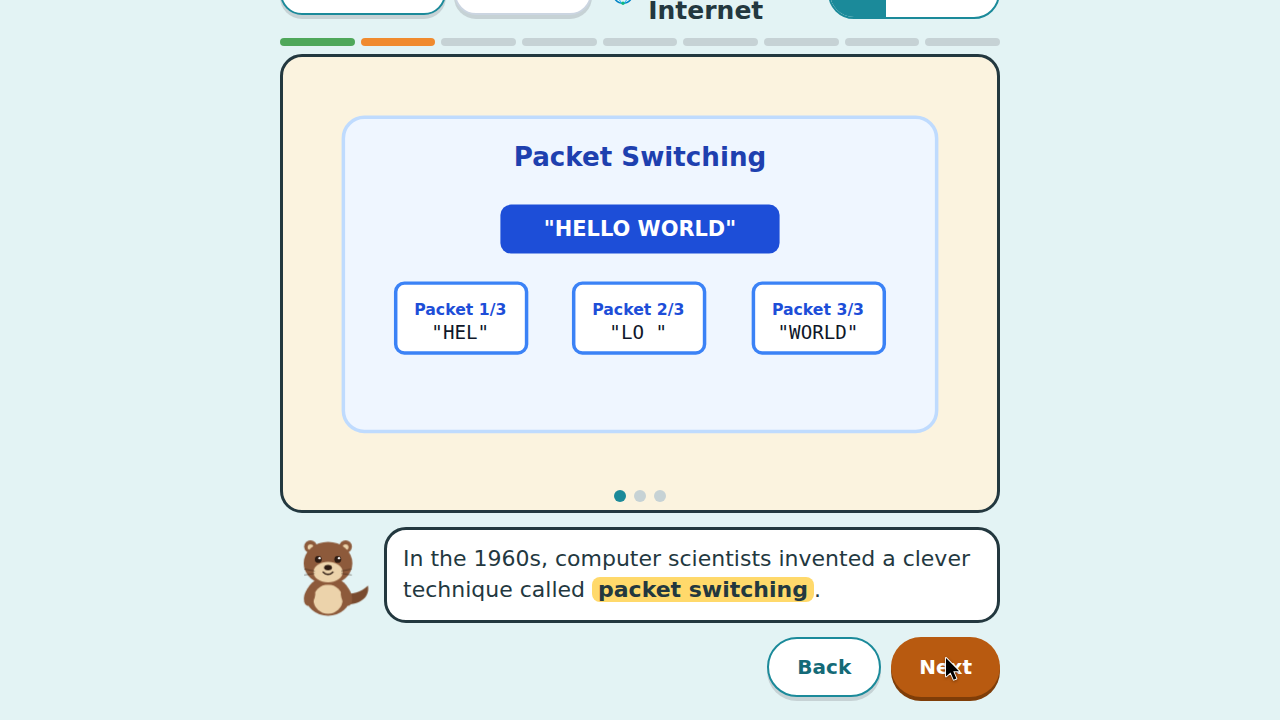 Internet
Packet Switching
"HELLO WORLD"
Packet 1/3
"HEL"
Packet 2/3
"LO "
Packet 3/3
"WORLD"
In the 1960s, computer scientists invented a clever
technique called packet switching.
Back
Next